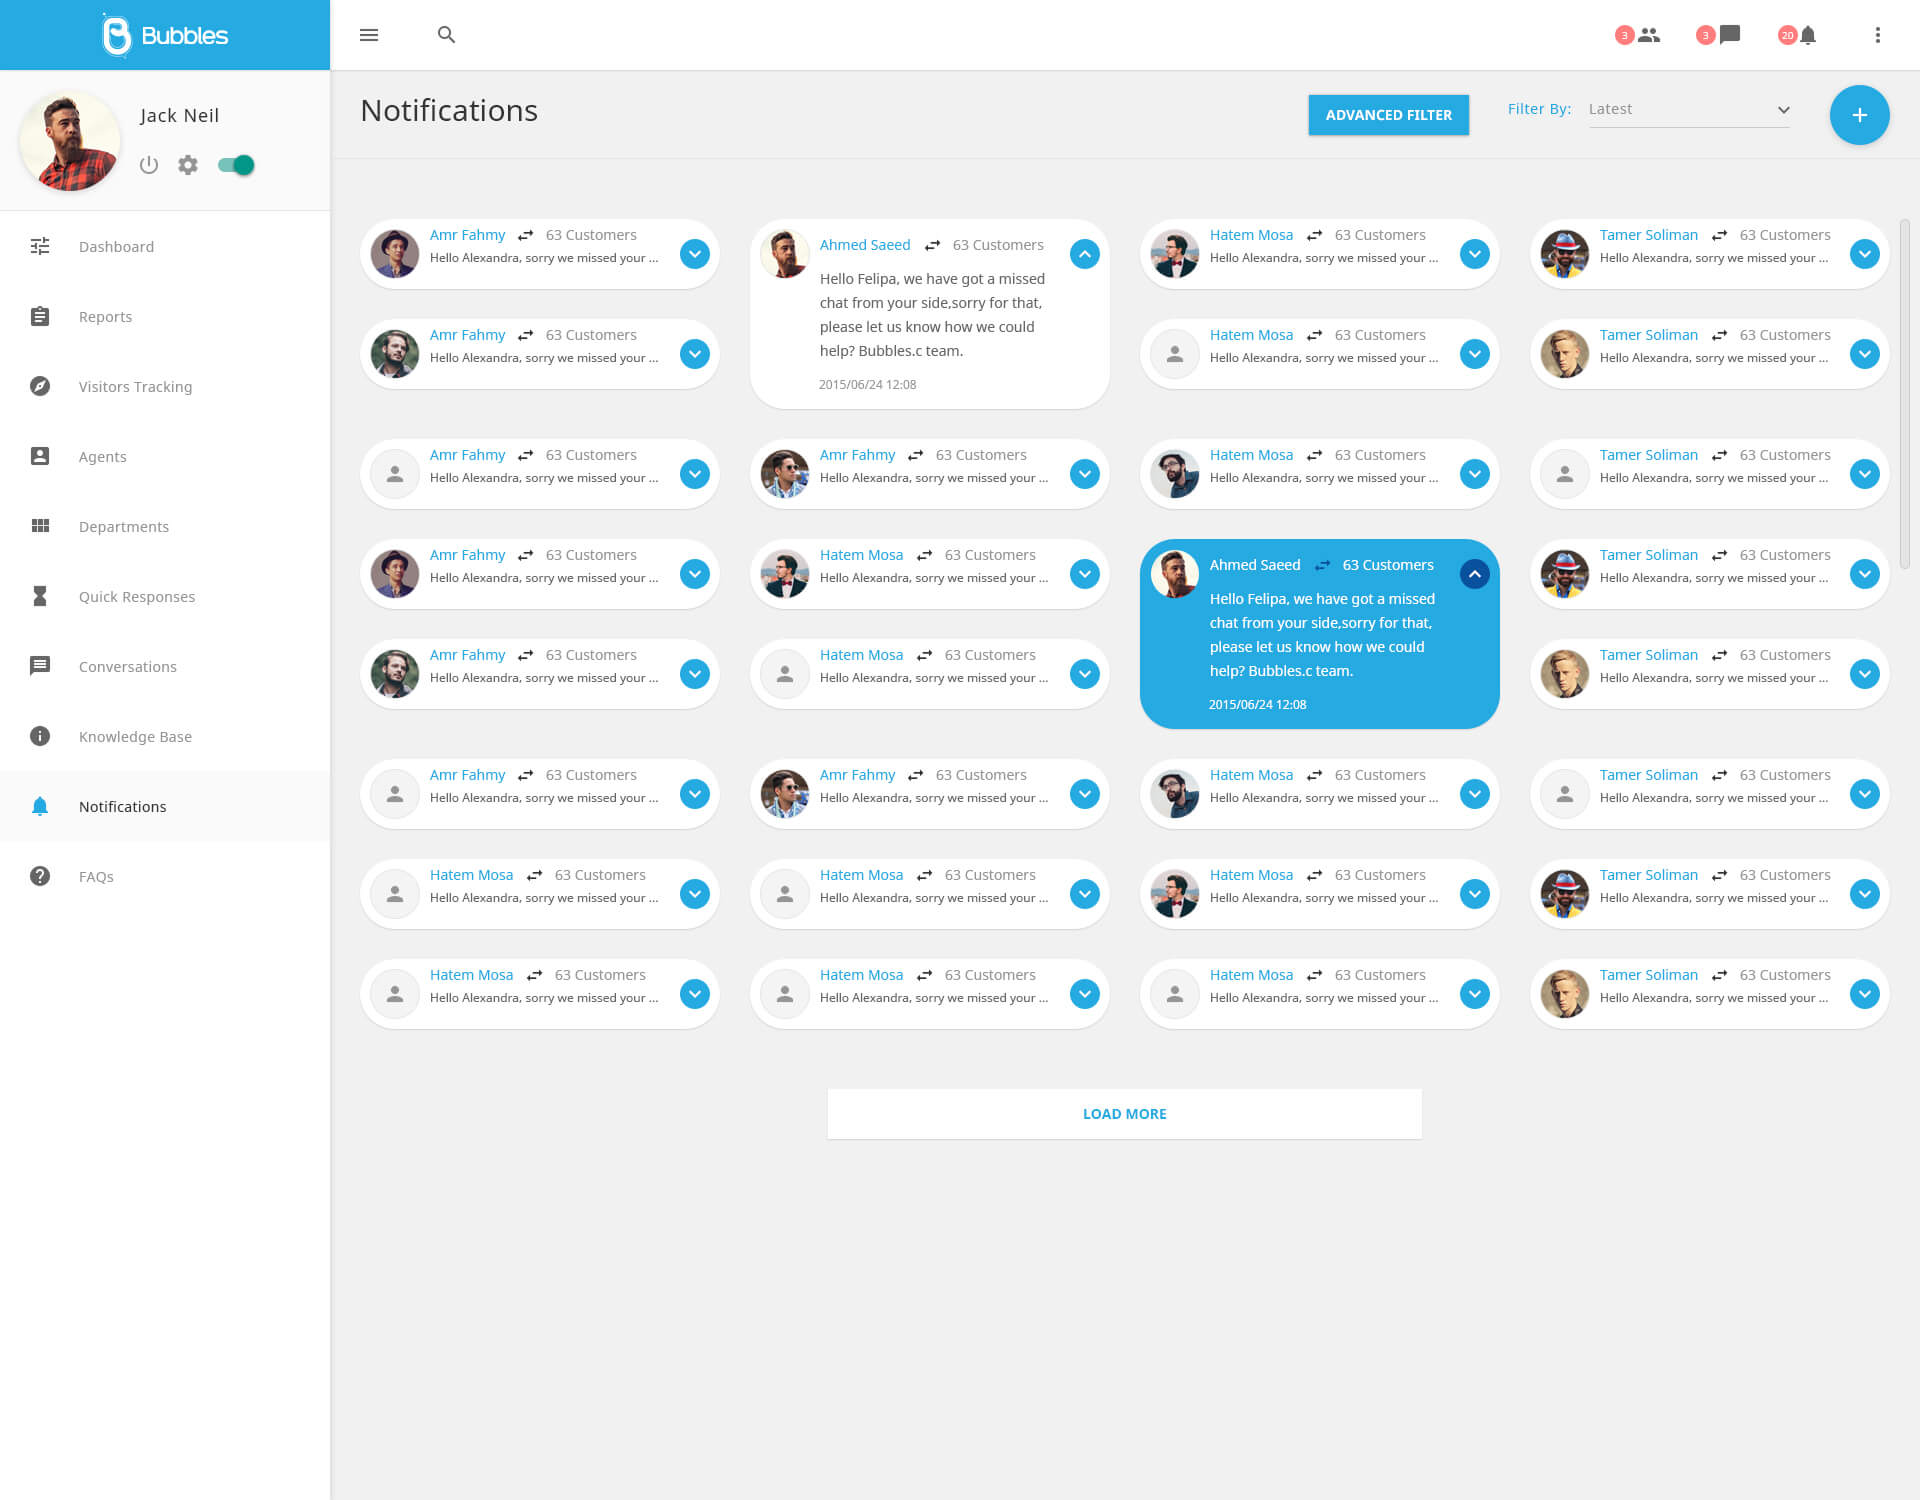 Bubbles
3
3
20
Jack Neil
Dashboard
Reports
Visitors Tracking
Agents
Departments
Quick Responses
Conversations
Knowledge Base
Notifications
FAQs
Notifications
ADVANCED FILTER
Filter By:
Latest
Amr Fahmy 63 Customers
Hello Alexandra, sorry we missed your ...
Ahmed Saeed 63 Customers
Hello Felipa, we have got a missed
chat from your side,sorry for that,
please let us know how we could
help? Bubbles.c team.
2015/06/24 12:08
Hatem Mosa 63 Customers
Hello Alexandra, sorry we missed your ...
Tamer Soliman 63 Customers
Hello Alexandra, sorry we missed your ...
Amr Fahmy 63 Customers
Hello Alexandra, sorry we missed your ...
Hatem Mosa 63 Customers
Hello Alexandra, sorry we missed your ...
Tamer Soliman 63 Customers
Hello Alexandra, sorry we missed your ...
Amr Fahmy 63 Customers
Hello Alexandra, sorry we missed your ...
Amr Fahmy 63 Customers
Hello Alexandra, sorry we missed your ...
Hatem Mosa 63 Customers
Hello Alexandra, sorry we missed your ...
Tamer Soliman 63 Customers
Hello Alexandra, sorry we missed your ...
Amr Fahmy 63 Customers
Hello Alexandra, sorry we missed your ...
Hatem Mosa 63 Customers
Hello Alexandra, sorry we missed your ...
Ahmed Saeed 63 Customers
Hello Felipa, we have got a missed
chat from your side,sorry for that,
please let us know how we could
help? Bubbles.c team.
2015/06/24 12:08
Tamer Soliman 63 Customers
Hello Alexandra, sorry we missed your ...
Amr Fahmy 63 Customers
Hello Alexandra, sorry we missed your ...
Hatem Mosa 63 Customers
Hello Alexandra, sorry we missed your ...
Tamer Soliman 63 Customers
Hello Alexandra, sorry we missed your ...
Amr Fahmy 63 Customers
Hello Alexandra, sorry we missed your ...
Amr Fahmy 63 Customers
Hello Alexandra, sorry we missed your ...
Hatem Mosa 63 Customers
Hello Alexandra, sorry we missed your ...
Tamer Soliman 63 Customers
Hello Alexandra, sorry we missed your ...
Hatem Mosa 63 Customers
Hello Alexandra, sorry we missed your ...
Hatem Mosa 63 Customers
Hello Alexandra, sorry we missed your ...
Hatem Mosa 63 Customers
Hello Alexandra, sorry we missed your ...
Tamer Soliman 63 Customers
Hello Alexandra, sorry we missed your ...
Hatem Mosa 63 Customers
Hello Alexandra, sorry we missed your ...
Hatem Mosa 63 Customers
Hello Alexandra, sorry we missed your ...
Hatem Mosa 63 Customers
Hello Alexandra, sorry we missed your ...
Tamer Soliman 63 Customers
Hello Alexandra, sorry we missed your ...
LOAD MORE